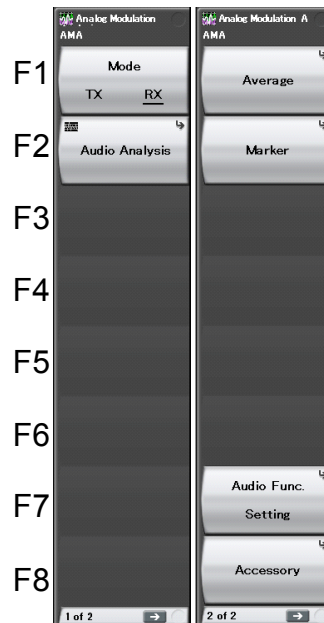 Analog Modulation
AMA
F1
Mode
TX RX
F2
Audio Analysis
F3
F4
F5
F6
F7
F8
1 of 2
Analog Modulation A
AMA
Average
Marker
Audio Func.
Setting
Accessory
2 of 2